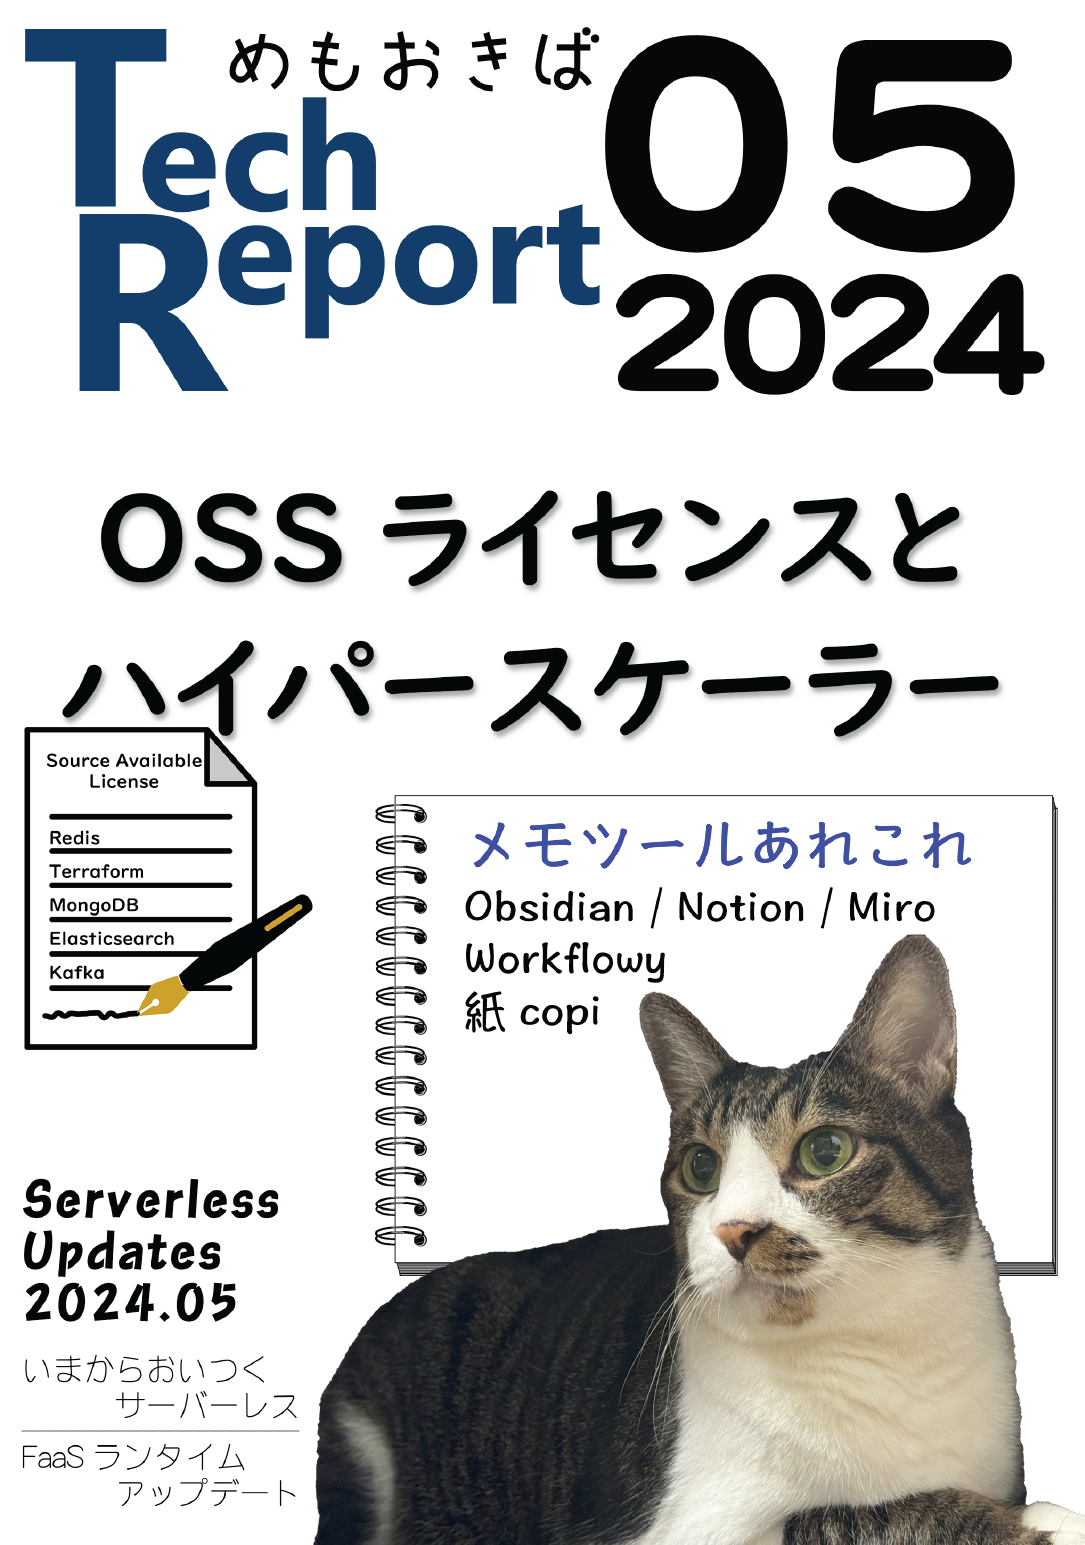 めもおきば
Tech
Report
05
2024
OSS ライセンスと
ハイパースケーラー
Source Available
License
Redis
Terraform
MongoDB
Elasticsearch
Kafka
メモツールあれこれ
Obsidian / Notion / Miro
Workflowy
紙 copi
Serverless
Updates
2024.05
いまからおいつく
サーバーレス
FaaS ランタイム
アップデート